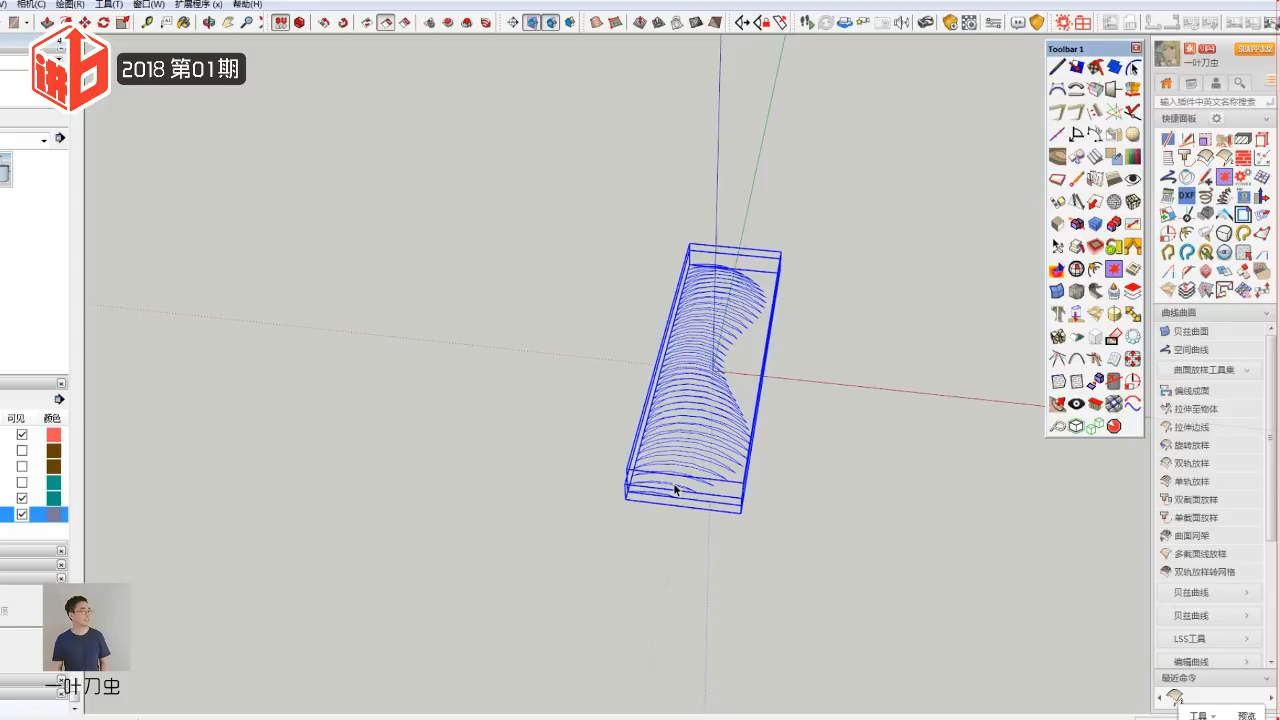 相机(C) 绘图(R) 工具(T) 窗口(W) 扩展程序(x) 帮助(H)
2018 第01期
Toolbar 1
一叶刀虫
输入插件中英文名称搜索
快捷面板
DXF
曲线曲面
贝兹曲面
空间曲线
曲面放样工具集
偏线成面
拉伸至物体
拉伸边线
旋转放样
双轨放样
单轨放样
双截面放样
单截面放样
曲面网架
多截面线放样
双轨放样转网格
贝兹曲线
贝兹曲线
LSS工具
编辑曲线
最近命令
工具 预览
可见 颜色
一叶刀虫